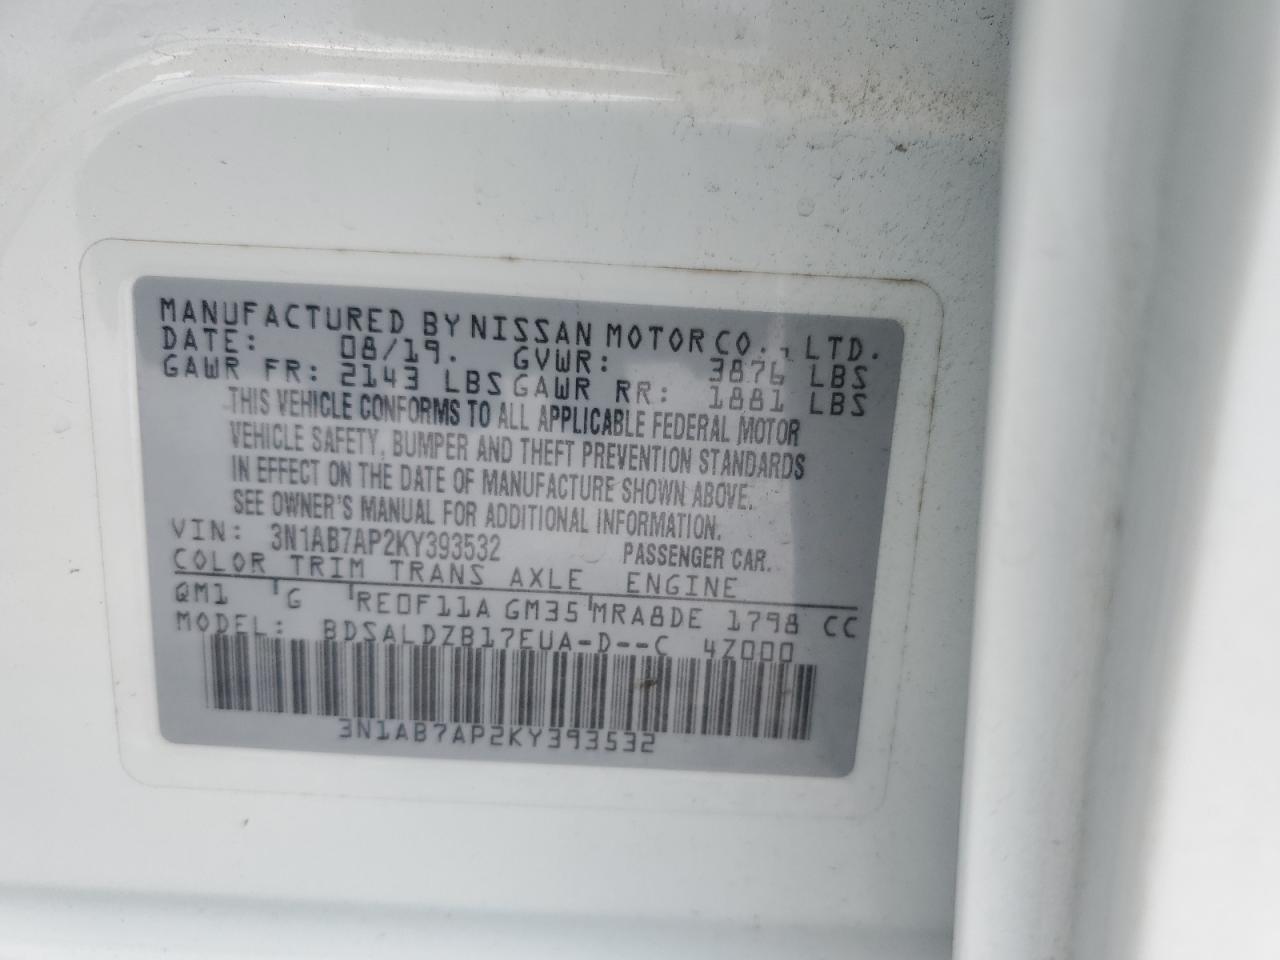 MANUFACTURED BY NISSAN MOTOR CO., LTD.
DATE: 08/19. GVWR: 3876 LBS
GAWR FR: 2143 LBS GAWR RR: 1881 LBS
THIS VEHICLE CONFORMS TO ALL APPLICABLE FEDERAL MOTOR
VEHICLE SAFETY, BUMPER AND THEFT PREVENTION STANDARDS
IN EFFECT ON THE DATE OF MANUFACTURE SHOWN ABOVE.
SEE OWNER'S MANUAL FOR ADDITIONAL INFORMATION.
VIN: 3N1AB7AP2KY393532 PASSENGER CAR.
COLOR TRIM TRANS AXLE ENGINE
QM1 G RE0F11A GM35 MRA8DE 1798 CC
MODEL: BDSALDZB17EUA-D--C 4Z000
3N1AB7AP2KY393532